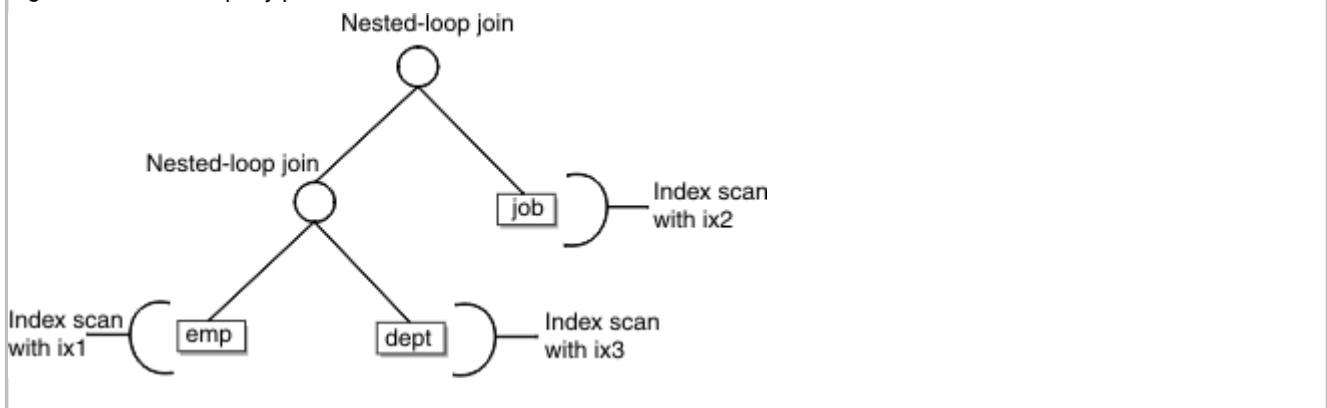 Nested-loop join
Nested-loop join
job
Index scan
with ix2
Index scan
with ix1
emp
dept
Index scan
with ix3